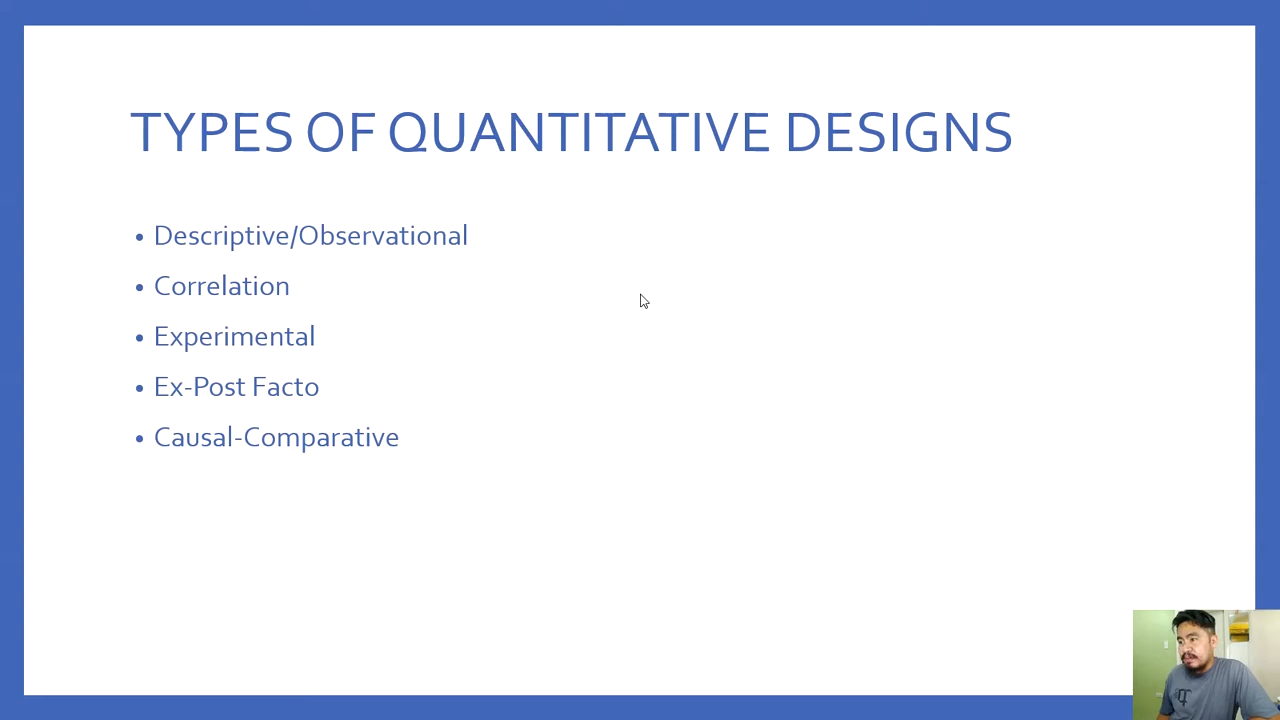 TYPES OF QUANTITATIVE DESIGNS
• Descriptive/Observational
• Correlation
• Experimental
• Ex-Post Facto
• Causal-Comparative